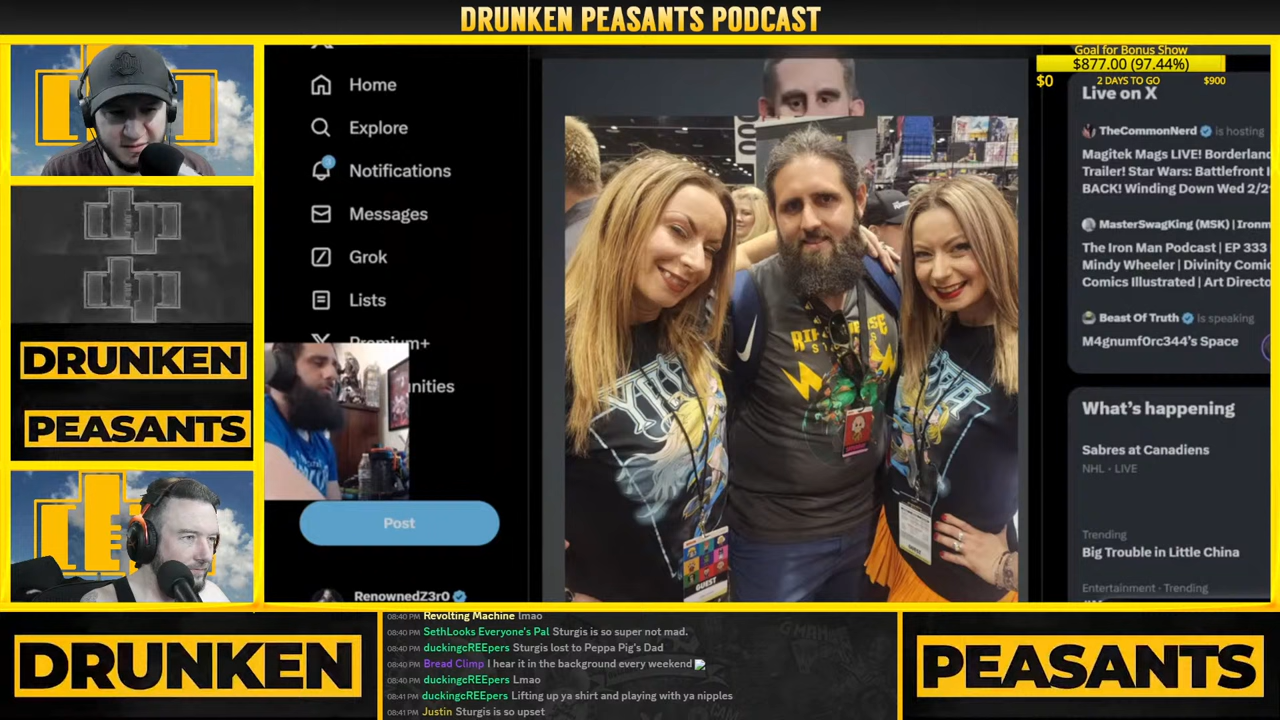 DRUNKEN PEASANTS PODCAST
Goal for Bonus Show
$877.00 (97.44%)
$0
2 DAYS TO GO
$900
Home
Explore
Notifications
Messages
Grok
Lists
Premium+
unities
Post
RenownedZ3r0
Live on X
TheCommonNerd is hosting
Magitek Mags LIVE! Borderland
Trailer! Star Wars: Battlefront
BACK! Winding Down Wed 2/2
MasterSwagKing (MSK) | Ironm
The Iron Man Podcast | EP 333
Mindy Wheeler | Divinity Comic
Comics Illustrated | Art Directo
Beast Of Truth is speaking
M4gnumf0rc344's Space
What's happening
Sabres at Canadiens
NHL · LIVE
Trending
Big Trouble in Little China
Entertainment · Trending
GUEST
DRUNKEN
PEASANTS
08:40 PM Revolting Machine lmao
08:40 PM SethLooks Everyone's Pal Sturgis is so super not mad.
08:40 PM duckingcREEpers Sturgis lost to Peppa Pig's Dad
08:40 PM Bread Climp I hear it in the background every weekend
08:40 PM duckingcREEpers Lmao
08:41 PM duckingcREEpers Lifting up ya shirt and playing with ya nipples
08:41 PM Justin Sturgis is so upset
DRUNKEN
PEASANTS